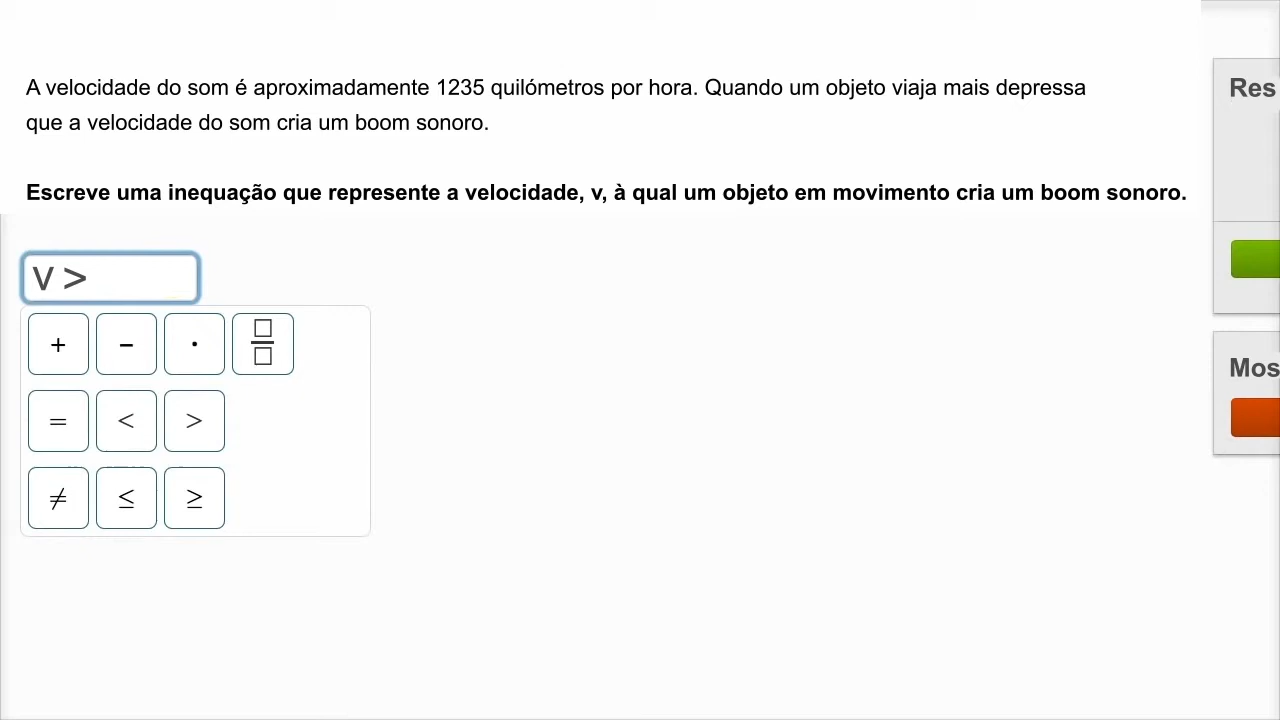 A velocidade do som é aproximadamente 1235 quilómetros por hora. Quando um objeto viaja mais depressa
que a velocidade do som cria um boom sonoro.
Escreve uma inequação que represente a velocidade, v, à qual um objeto em movimento cria um boom sonoro.
Res
v >
+ − · □/□
= < >
Mos
≠ ≤ ≥